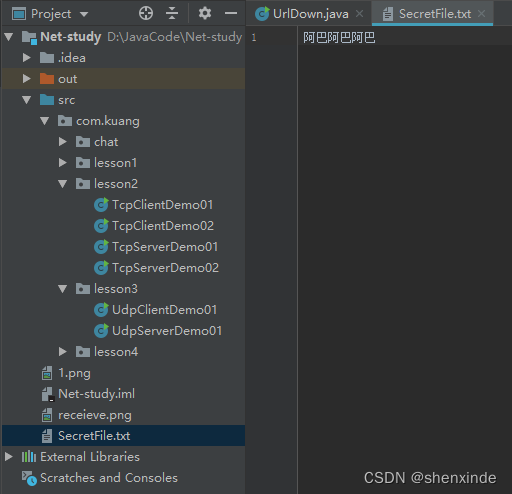 Project
UrlDown.java
SecretFile.txt
Net-study D:\JavaCode\Net-study
1
阿巴阿巴阿巴
.idea
out
src
com.kuang
chat
lesson1
lesson2
TcpClientDemo01
TcpClientDemo02
TcpServerDemo01
TcpServerDemo02
lesson3
UdpClientDemo01
UdpServerDemo01
lesson4
1.png
Net-study.iml
receieve.png
SecretFile.txt
External Libraries
Scratches and Consoles
CSDN @shenxinde